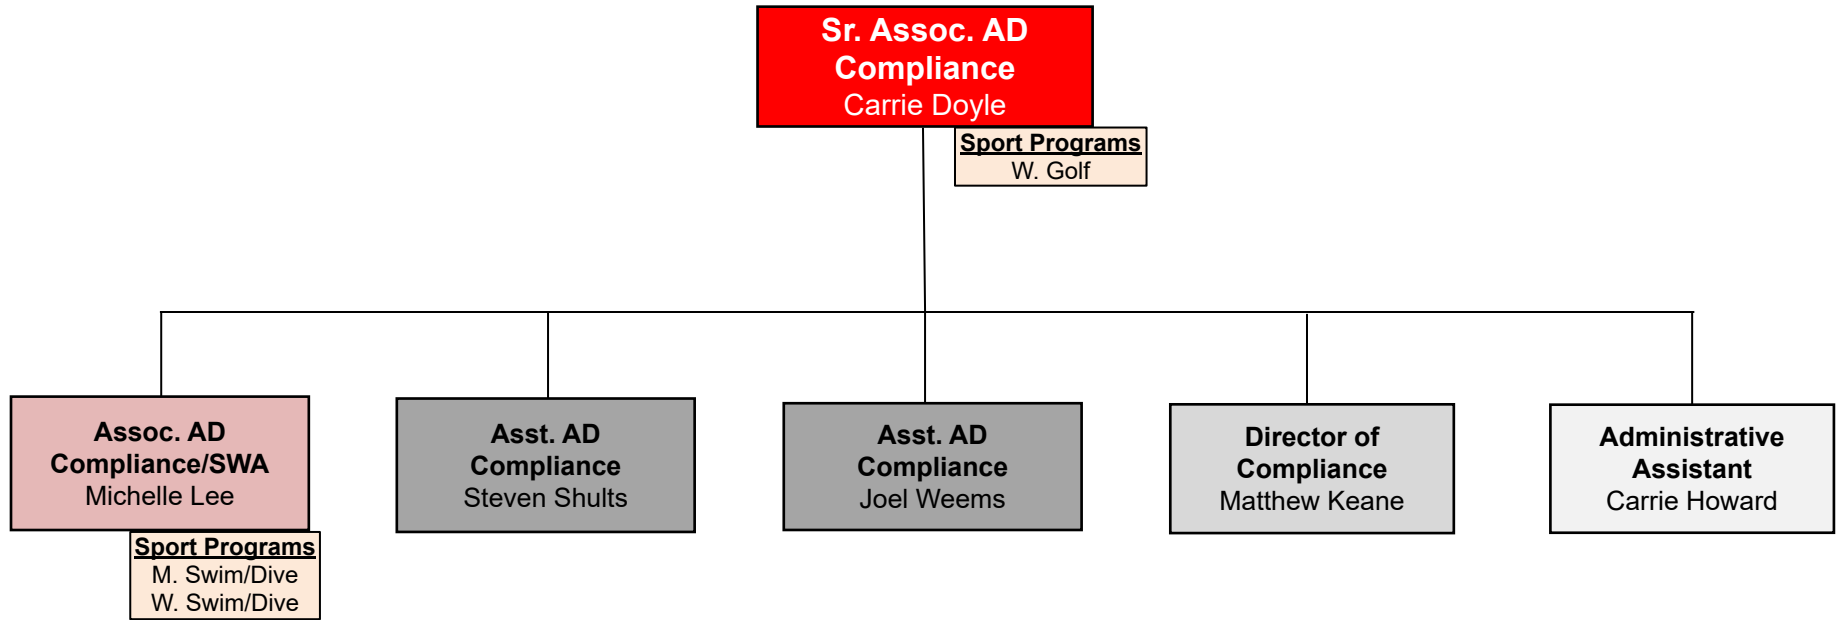 Sr. Assoc. AD
Compliance
Carrie Doyle
Sport Programs
W. Golf
Assoc. AD
Compliance/SWA
Michelle Lee
Sport Programs
M. Swim/Dive
W. Swim/Dive
Asst. AD
Compliance
Steven Shults
Asst. AD
Compliance
Joel Weems
Director of
Compliance
Matthew Keane
Administrative
Assistant
Carrie Howard